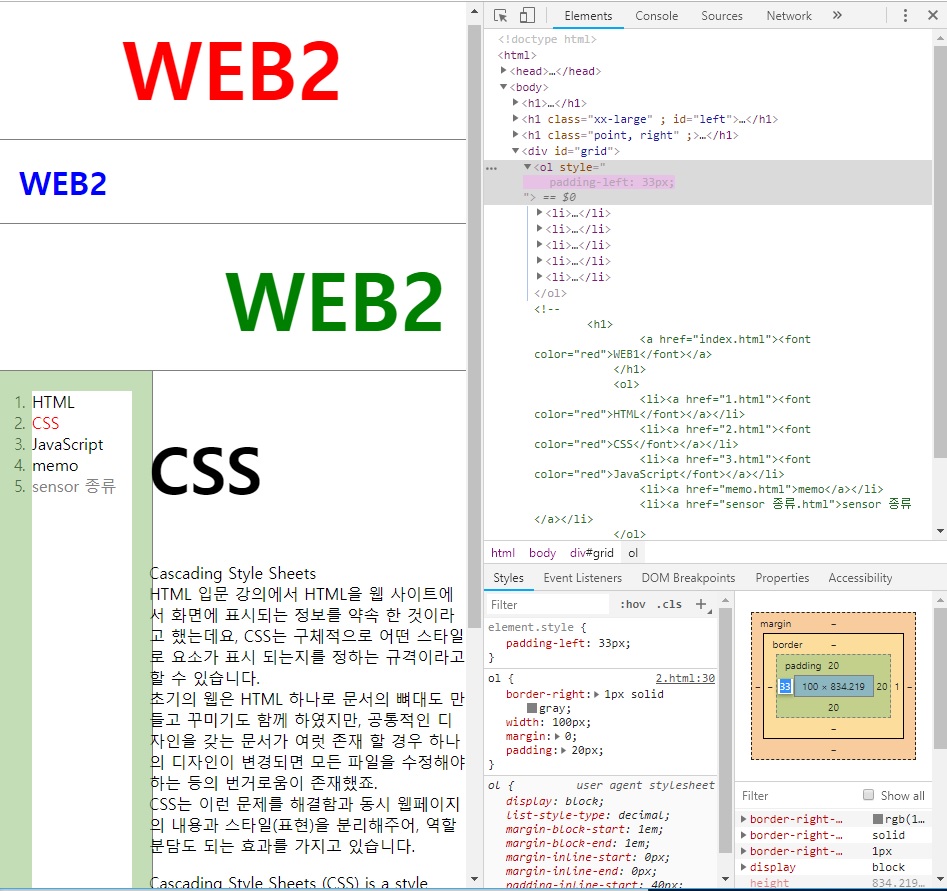 WEB2
WEB2
WEB2
1. HTML
2. CSS
3. JavaScript
4. memo
5. sensor 종류
CSS
Cascading Style Sheets
HTML 입문 강의에서 HTML을 웹 사이트에
서 화면에 표시되는 정보를 약속 한 것이라
고 했는데요, CSS는 구체적으로 어떤 스타일
로 요소가 표시 되는지를 정하는 규격이라고
할 수 있습니다.
초기의 웹은 HTML 하나로 문서의 뼈대도 만
들고 꾸미기도 함께 하였지만, 공통적인 디
자인을 갖는 문서가 여럿 존재 할 경우 하나
의 디자인이 변경되면 모든 파일을 수정해야
하는 등의 번거로움이 존재했죠.
CSS는 이런 문제를 해결함과 동시 웹페이지
의 내용과 스타일(표현)을 분리해주어, 역할
분담도 되는 효과를 가지고 있습니다.
Cascading Style Sheets (CSS) is a style
Elements Console Sources Network
<!doctype html>
<html>
<head>…</head>
<body>
<h1>…</h1>
<h1 class="xx-large" ; id="left">…</h1>
<h1 class="point, right" ;>…</h1>
<div id="grid">
<ol style="
padding-left: 33px;
"> == $0
<li>…</li>
<li>…</li>
<li>…</li>
<li>…</li>
<li>…</li>
</ol>
<!--
<h1>
<a href="index.html"><font
color="red">WEB1</font></a>
</h1>
<ol>
<li><a href="1.html"><font
color="red">HTML</font></a></li>
<li><a href="2.html"><font
color="red">CSS</font></a></li>
<li><a href="3.html"><font
color="red">JavaScript</font></a></li>
<li><a href="memo.html">memo</a></li>
<li><a href="sensor 종류.html">sensor 종류
</a></li>
</ol>
html body div#grid ol
Styles Event Listeners DOM Breakpoints Properties Accessibility
Filter :hov .cls +
element.style {
padding-left: 33px;
}
ol { 2.html:30
border-right: 1px solid
gray;
width: 100px;
margin: 0;
padding: 20px;
}
ol { user agent stylesheet
display: block;
list-style-type: decimal;
margin-block-start: 1em;
margin-block-end: 1em;
margin-inline-start: 0px;
margin-inline-end: 0px;
padding-inline-start: 40px;
margin -
border -
padding 20
- - 33 100 × 834.219 20 1 -
20
-
-
Filter Show all
border-right-… rgb(1…
border-right-… solid
border-right-… 1px
display block
height 834.219…